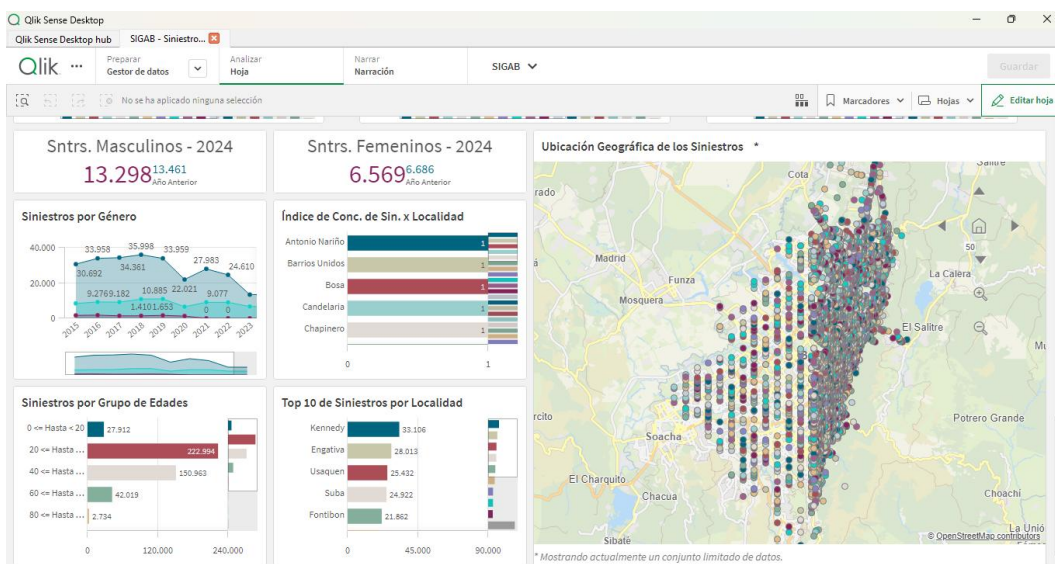 Qlik Sense Desktop
Qlik Sense Desktop hub
SIGAB - Siniestro...
Qlik
...
Preparar
Gestor de datos
Analizar
Hoja
Narrar
Narración
SIGAB
Guardar
No se ha aplicado ninguna selección
Marcadores
Hojas
Editar hoja
Sntrs. Masculinos - 2024
13.298 13.461
Año Anterior
Sntrs. Femeninos - 2024
6.569 6.686
Año Anterior
Siniestros por Género
40.000
20.000
0
33.958 35.998 33.959
30.692 34.361
27.983
24.610
22.021
9.276 9.182 10.885 9.077
1.410 1.653 0 0
2015 2016 2017 2018 2019 2020 2021 2022 2023
Índice de Conc. de Sin. x Localidad
Antonio Nariño 1
Barrios Unidos 1
Bosa 1
Candelaria 1
Chapinero 1
0 1
Siniestros por Grupo de Edades
0 <= Hasta < 20 27.912
20 <= Hasta ... 222.994
40 <= Hasta ... 150.963
60 <= Hasta ... 42.019
80 <= Hasta ... 2.734
0 120.000 240.000
Top 10 de Siniestros por Localidad
Kennedy 33.106
Engativa 28.013
Usaquen 25.432
Suba 24.922
Fontibon 21.862
0 45.000 90.000
Ubicación Geográfica de los Siniestros *
Cota
rado
50
Madrid
Funza
La Calera
Mosquera
El Salitre
Mu
Potrero Grande
rcito
Soacha
El Charquito
Chacua
Choachí
La Unió
Sibaté
© OpenStreetMap contributors
* Mostrando actualmente un conjunto limitado de datos.